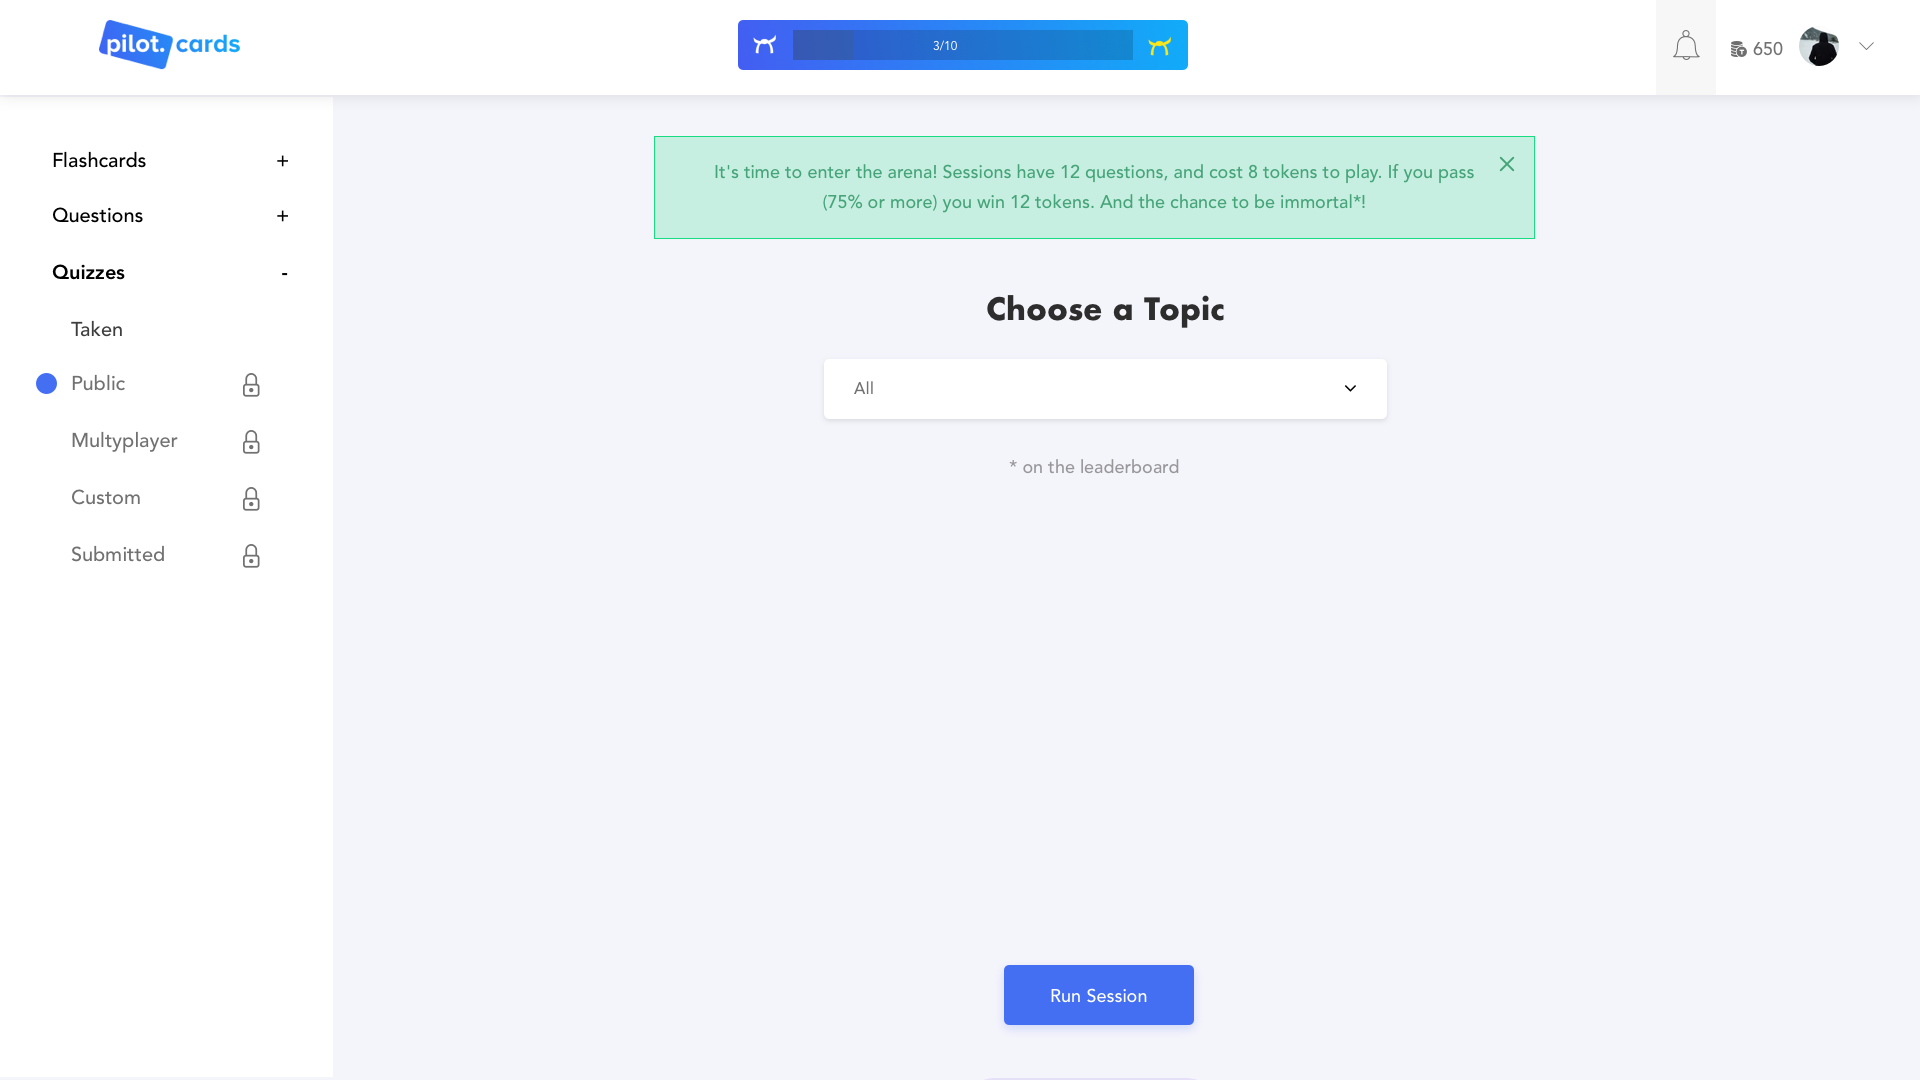 pilot. cards
3/10
650
Flashcards +
Questions +
Quizzes -
Taken
Public
Multyplayer
Custom
Submitted
It's time to enter the arena! Sessions have 12 questions, and cost 8 tokens to play. If you pass
(75% or more) you win 12 tokens. And the chance to be immortal*!
Choose a Topic
All
* on the leaderboard
Run Session